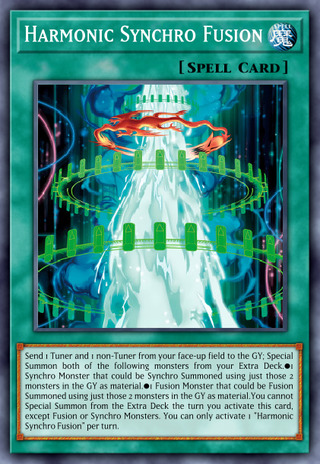 Harmonic Synchro Fusion 魔
[Spell Card]
Send 1 Tuner and 1 non-Tuner from your face-up field to the GY; Special
Summon both of the following monsters from your Extra Deck.●1
Synchro Monster that could be Synchro Summoned using just those 2
monsters in the GY as material.●1 Fusion Monster that could be Fusion
Summoned using just those 2 monsters in the GY as material.You cannot
Special Summon from the Extra Deck the turn you activate this card,
except Fusion or Synchro Monsters. You can only activate 1 "Harmonic
Synchro Fusion" per turn.